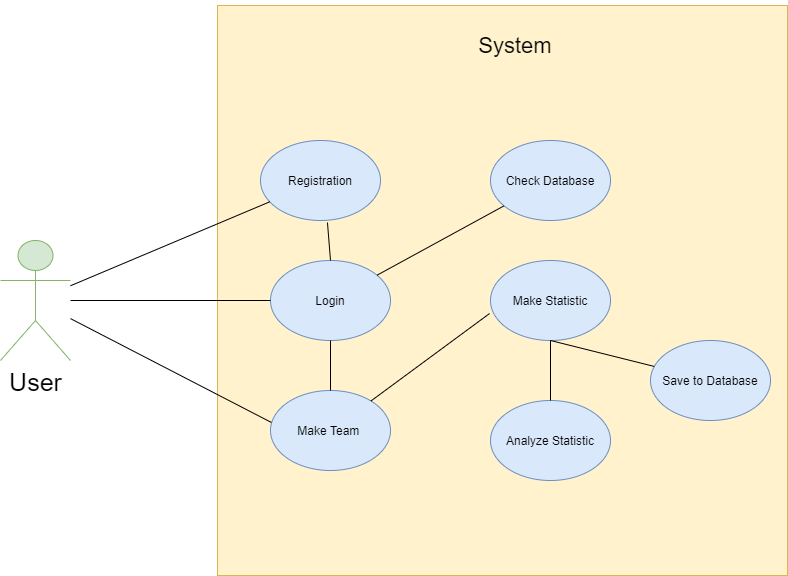 System
Registration
Check Database
Login
Make Statistic
User
Save to Database
Make Team
Analyze Statistic